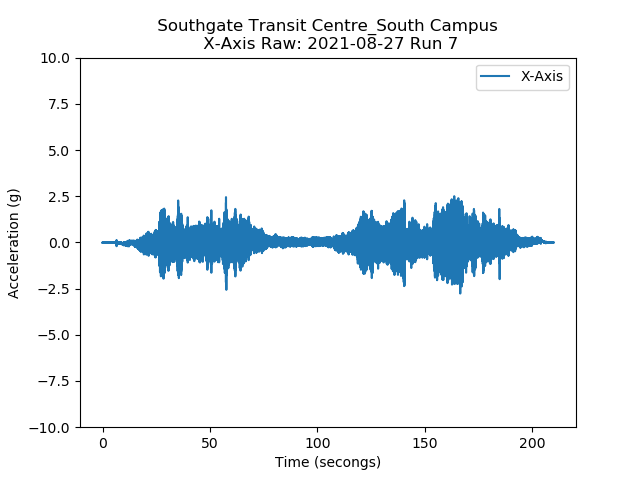 Southgate Transit Centre_South Campus
X-Axis Raw: 2021-08-27 Run 7
X-Axis
10.0
7.5
5.0
2.5
0.0
−2.5
−5.0
−7.5
−10.0
Acceleration (g)
0 50 100 150 200
Time (secongs)